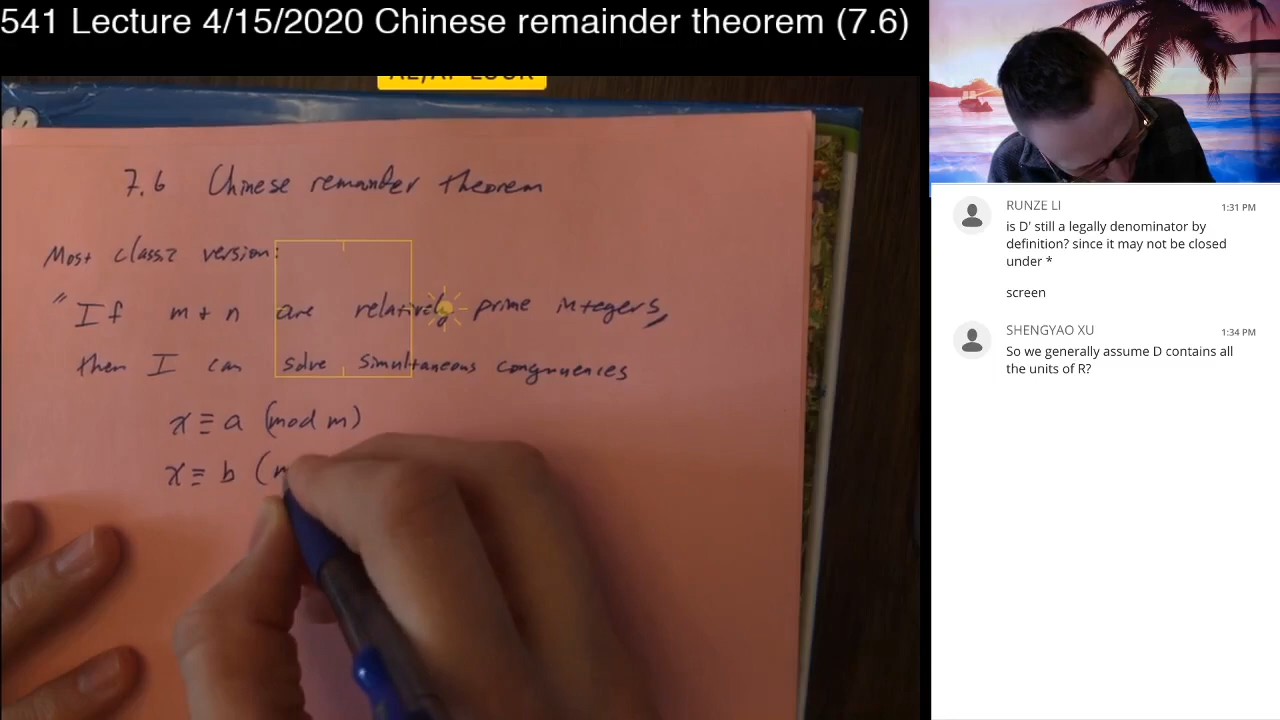 541 Lecture 4/15/2020 Chinese remainder theorem (7.6)
AE/AF LOCK
7.6 Chinese remainder theorem
Most classic version:
"If m + n are relatively prime integers,
then I can solve simultaneous congruences
x ≡ a (mod m)
x ≡ b (m
RUNZE LI 1:31 PM
is D' still a legally denominator by
definition? since it may not be closed
under *
screen
SHENGYAO XU 1:34 PM
So we generally assume D contains all
the units of R?